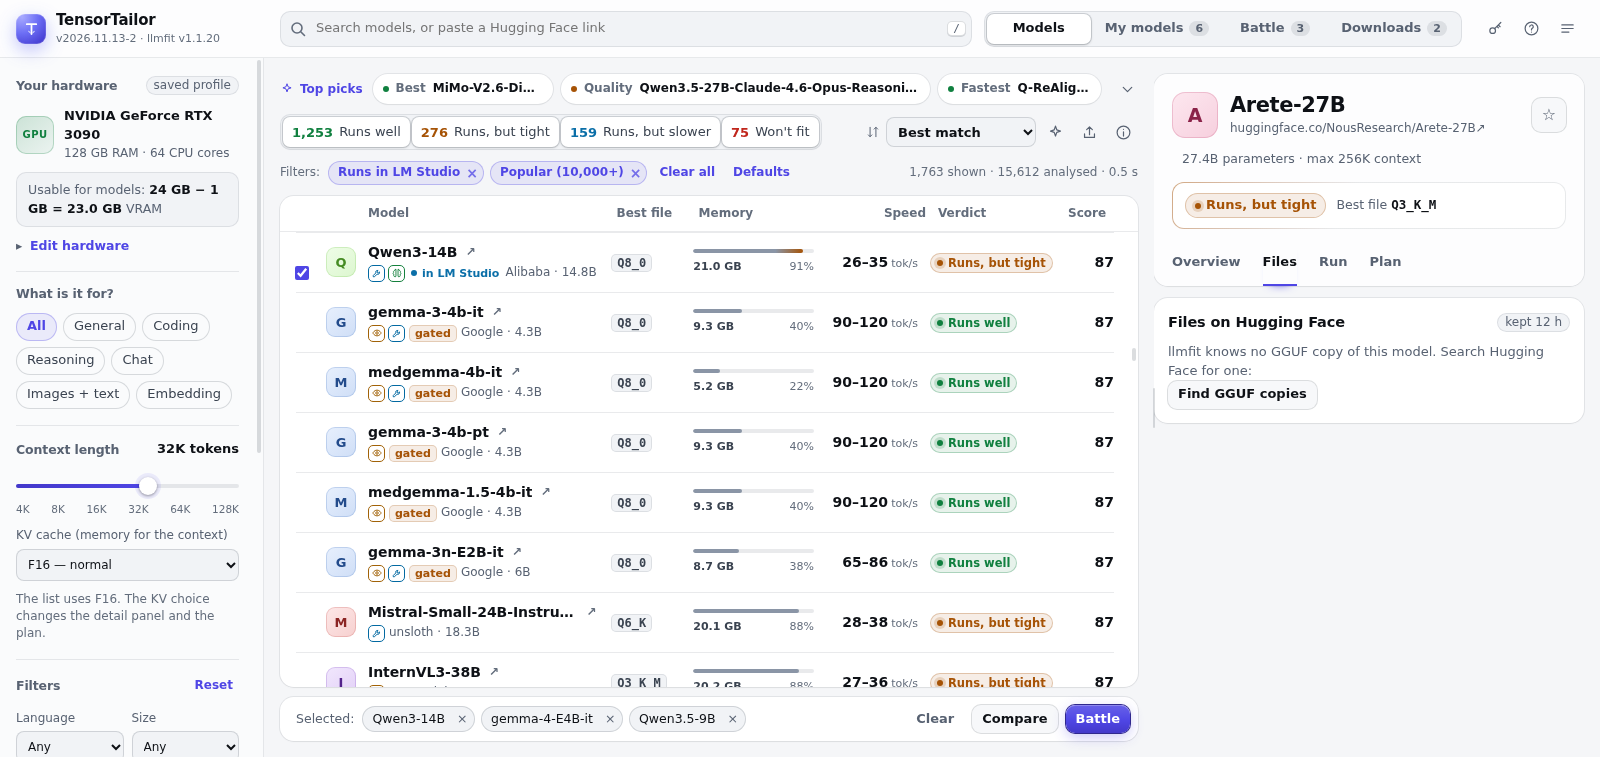 TensorTailor
v2026.11.13-2 · llmfit v1.1.20
Search models, or paste a Hugging Face link
/
Models
My models 6
Battle 3
Downloads 2
Your hardware
saved profile
GPU
NVIDIA GeForce RTX 3090
128 GB RAM · 64 CPU cores
Usable for models: 24 GB − 1
GB = 23.0 GB VRAM
▸ Edit hardware
What is it for?
All
General
Coding
Reasoning
Chat
Images + text
Embedding
Context length
32K tokens
4K 8K 16K 32K 64K 128K
KV cache (memory for the context)
F16 — normal
The list uses F16. The KV choice
changes the detail panel and the
plan.
Filters
Reset
Language
Size
Any
Any
Top picks
Best MiMo-V2.6-Di…
Quality Qwen3.5-27B-Claude-4.6-Opus-Reasoni…
Fastest Q-ReAlig…
1,253 Runs well
276 Runs, but tight
159 Runs, but slower
75 Won't fit
Best match
Filters:
Runs in LM Studio ×
Popular (10,000+) ×
Clear all
Defaults
1,763 shown · 15,612 analysed · 0.5 s
Model Best file Memory Speed Verdict Score
Q
Qwen3-14B ↗
in LM Studio Alibaba · 14.8B
Q8_0
21.0 GB 91%
26–35 tok/s
Runs, but tight
87
G
gemma-3-4b-it ↗
gated Google · 4.3B
Q8_0
9.3 GB 40%
90–120 tok/s
Runs well
87
M
medgemma-4b-it ↗
gated Google · 4.3B
Q8_0
5.2 GB 22%
90–120 tok/s
Runs well
87
G
gemma-3-4b-pt ↗
gated Google · 4.3B
Q8_0
9.3 GB 40%
90–120 tok/s
Runs well
87
M
medgemma-1.5-4b-it ↗
gated Google · 4.3B
Q8_0
9.3 GB 40%
90–120 tok/s
Runs well
87
G
gemma-3n-E2B-it ↗
gated Google · 6B
Q8_0
8.7 GB 38%
65–86 tok/s
Runs well
87
M
Mistral-Small-24B-Instru… ↗
unsloth · 18.3B
Q6_K
20.1 GB 88%
28–38 tok/s
Runs, but tight
87
I
InternVL3-38B ↗
Q3_K_M
20.2 GB 88%
27–36 tok/s
Runs, but tight
87
Selected:
Qwen3-14B ×
gemma-4-E4B-it ×
Qwen3.5-9B ×
Clear
Compare
Battle
A
Arete-27B
huggingface.co/NousResearch/Arete-27B↗
27.4B parameters · max 256K context
Runs, but tight
Best file Q3_K_M
Overview
Files
Run
Plan
Files on Hugging Face
kept 12 h
llmfit knows no GGUF copy of this model. Search Hugging
Face for one:
Find GGUF copies